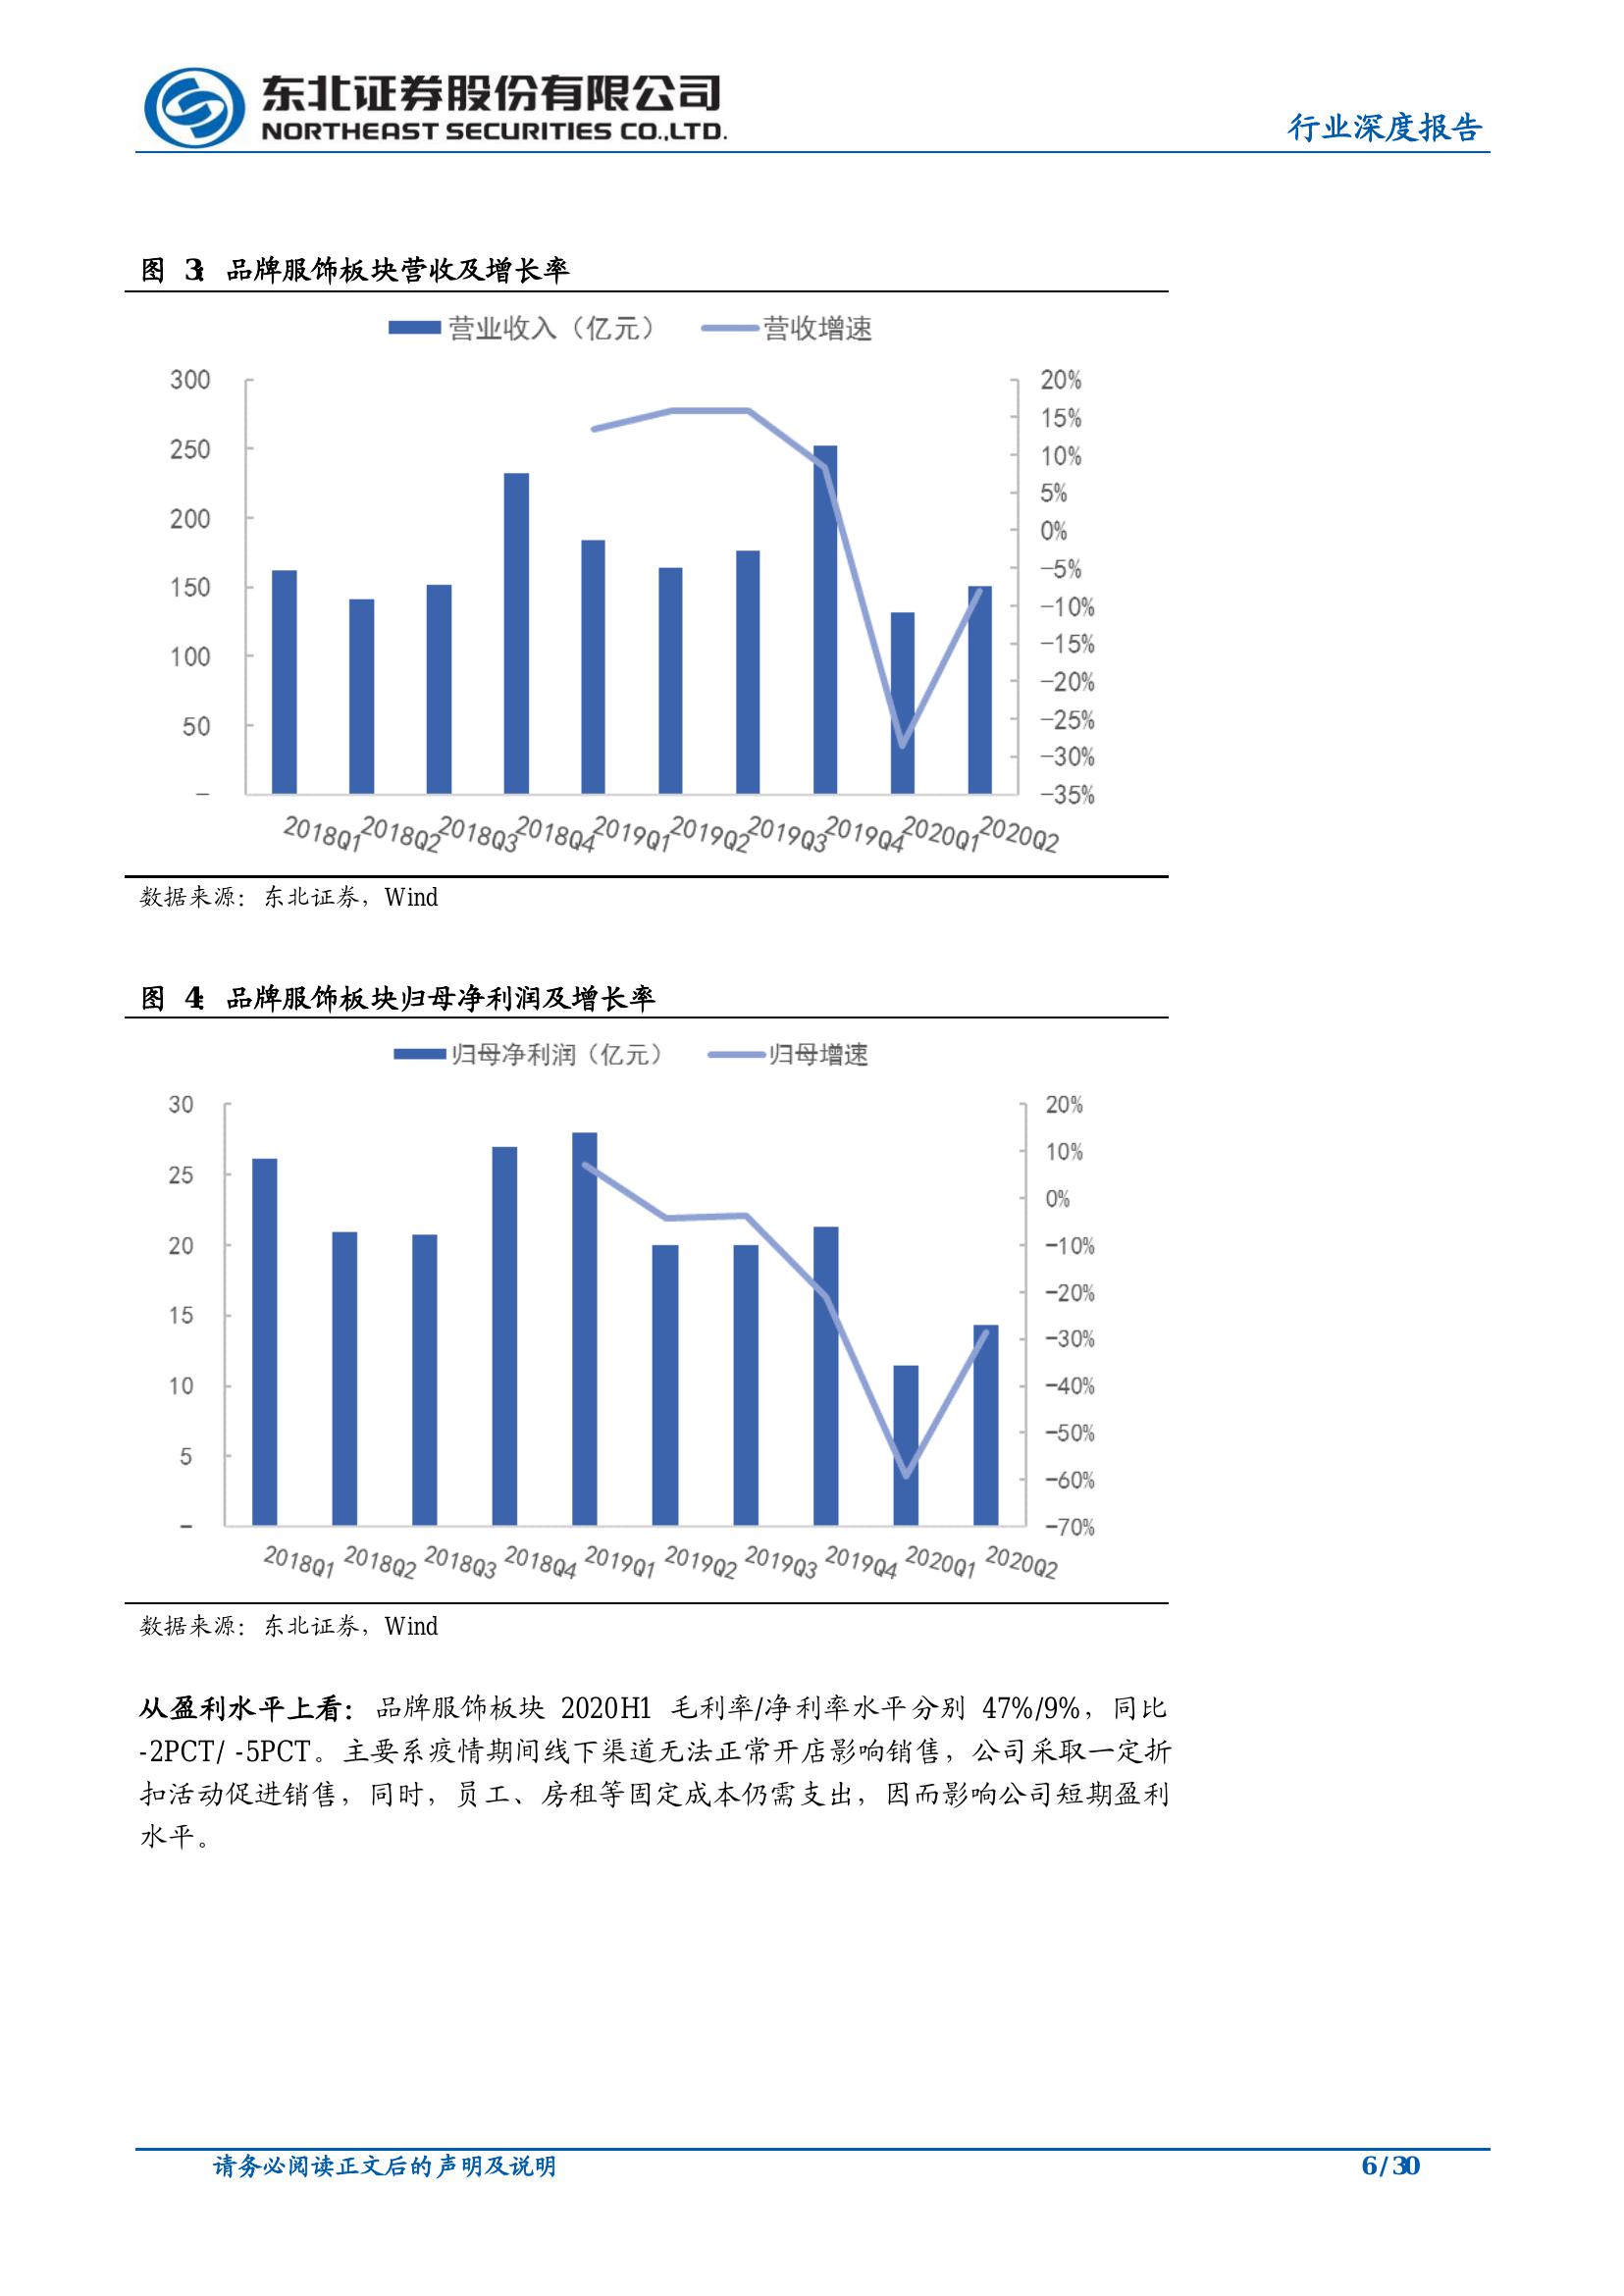 东北证券股份有限公司
NORTHEAST SECURITIES CO.,LTD.
行业深度报告
图 3: 品牌服饰板块营收及增长率
营业收入（亿元） 营收增速
300 20%
15%
250 10%
5%
200 0%
-5%
150 -10%
-15%
100 -20%
-25%
50 -30%
- -35%
2018Q1 2018Q2 2018Q3 2018Q4 2019Q1 2019Q2 2019Q3 2019Q4 2020Q1 2020Q2
数据来源：东北证券，Wind
图 4: 品牌服饰板块归母净利润及增长率
归母净利润（亿元） 归母增速
30 20%
10%
25
0%
20 -10%
-20%
15
-30%
10 -40%
-50%
5
-60%
- -70%
2018Q1 2018Q2 2018Q3 2018Q4 2019Q1 2019Q2 2019Q3 2019Q4 2020Q1 2020Q2
数据来源：东北证券，Wind
从盈利水平上看：品牌服饰板块 2020H1 毛利率/净利率水平分别 47%/9%，同比
-2PCT/ -5PCT。主要系疫情期间线下渠道无法正常开店影响销售，公司采取一定折
扣活动促进销售，同时，员工、房租等固定成本仍需支出，因而影响公司短期盈利
水平。
请务必阅读正文后的声明及说明 6/30